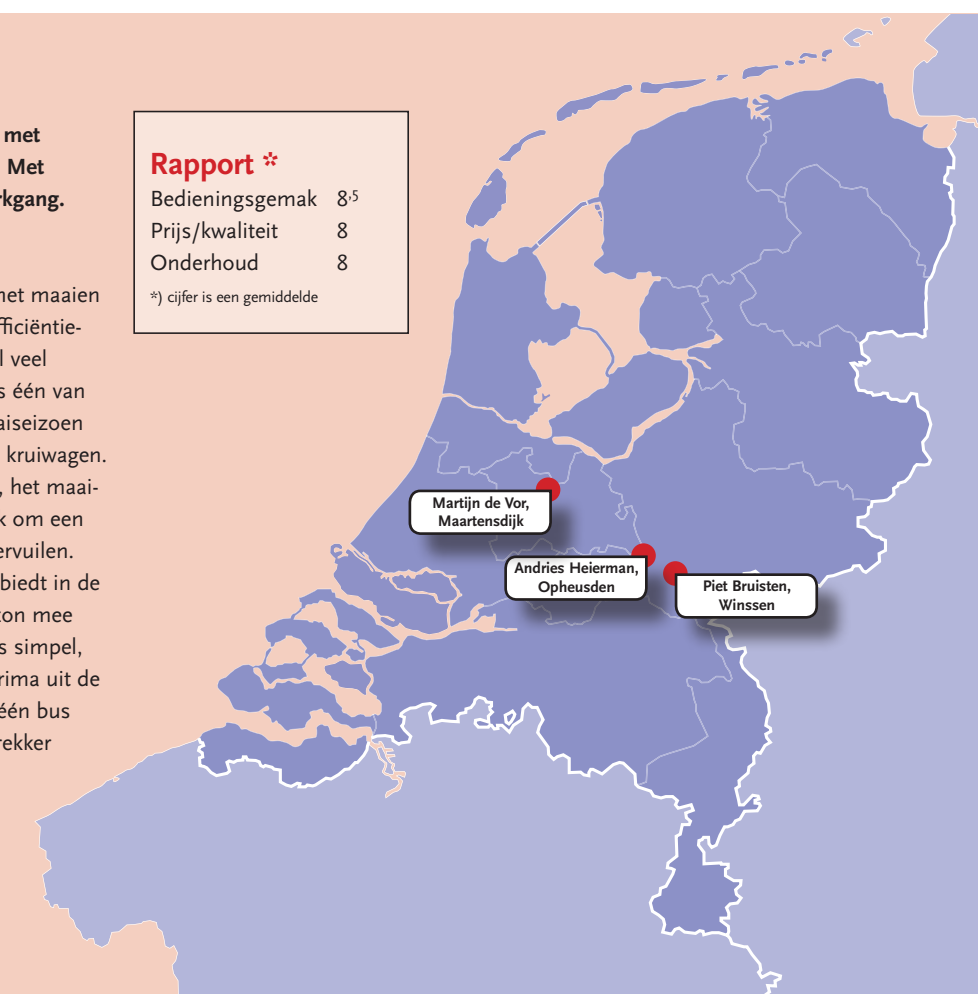 met
Met
rkgang.
net maaien
fficiëntie-
l veel
s één van
aiseizoen
kruiwagen.
, het maai-
k om een
ervuilen.
biedt in de
ton mee
s simpel,
rima uit de
één bus
rekker
Rapport *
Bedieningsgemak 8,5
Prijs/kwaliteit 8
Onderhoud 8
*) cijfer is een gemiddelde
Martijn de Vor,
Maartensdijk
Andries Heierman,
Opheusden
Piet Bruisten,
Winssen